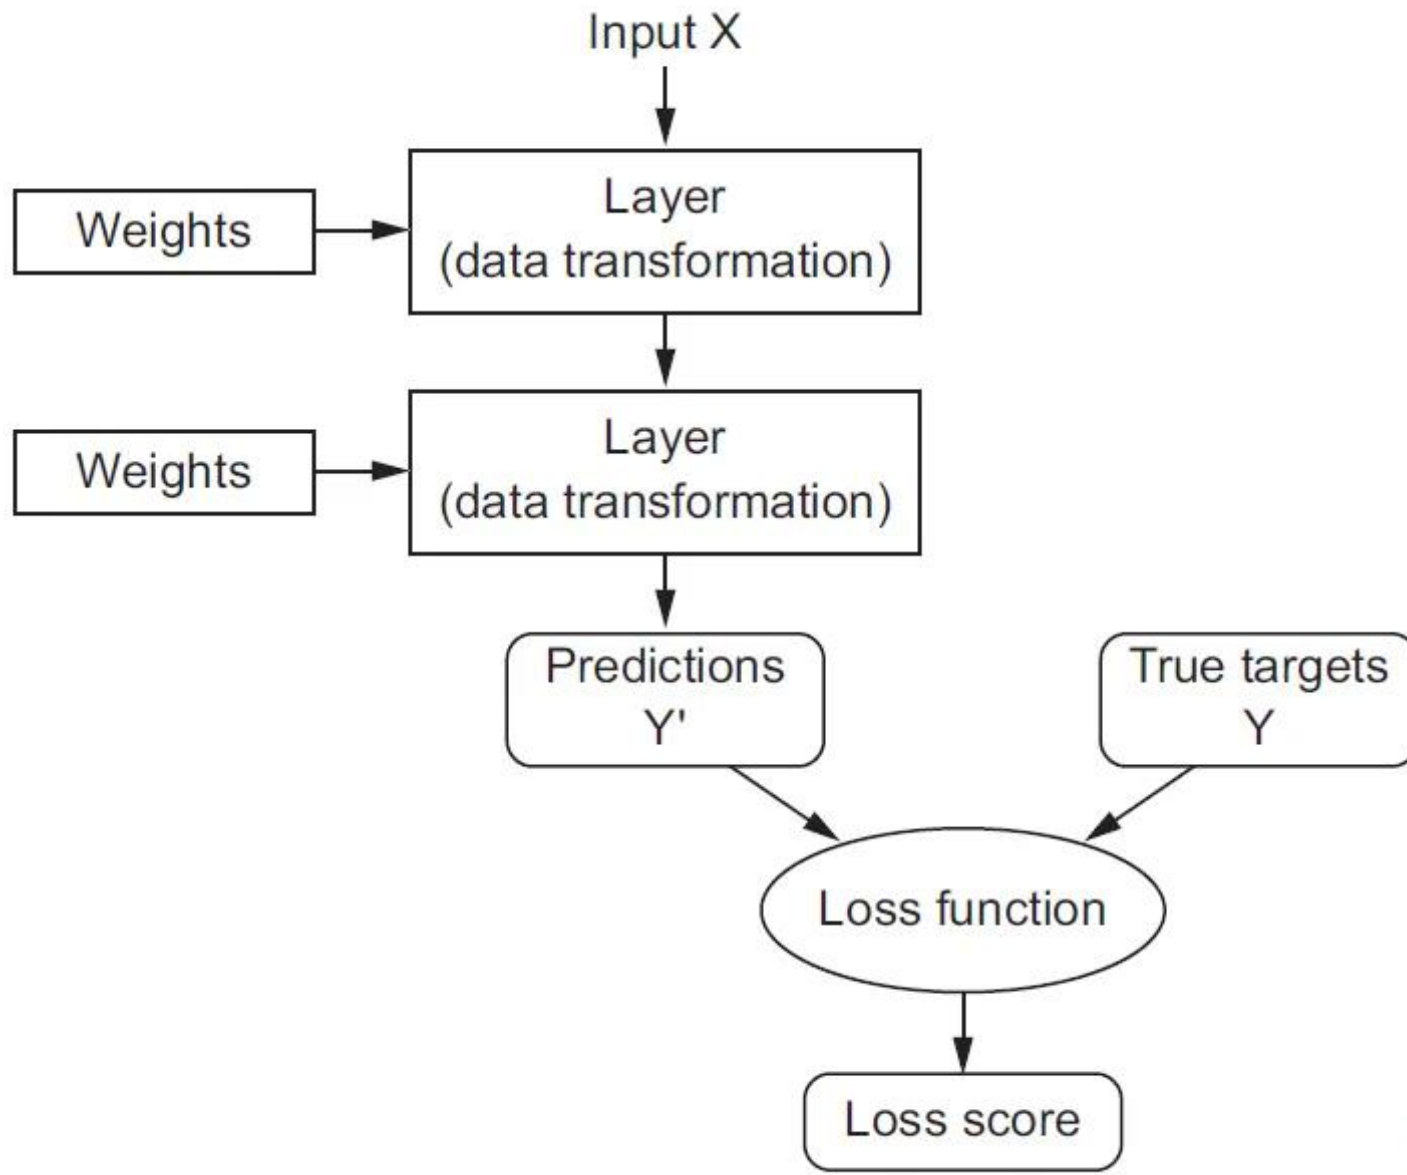 Input X
Weights
Layer
(data transformation)
Weights
Layer
(data transformation)
Predictions
Y'
True targets
Y
Loss function
Loss score